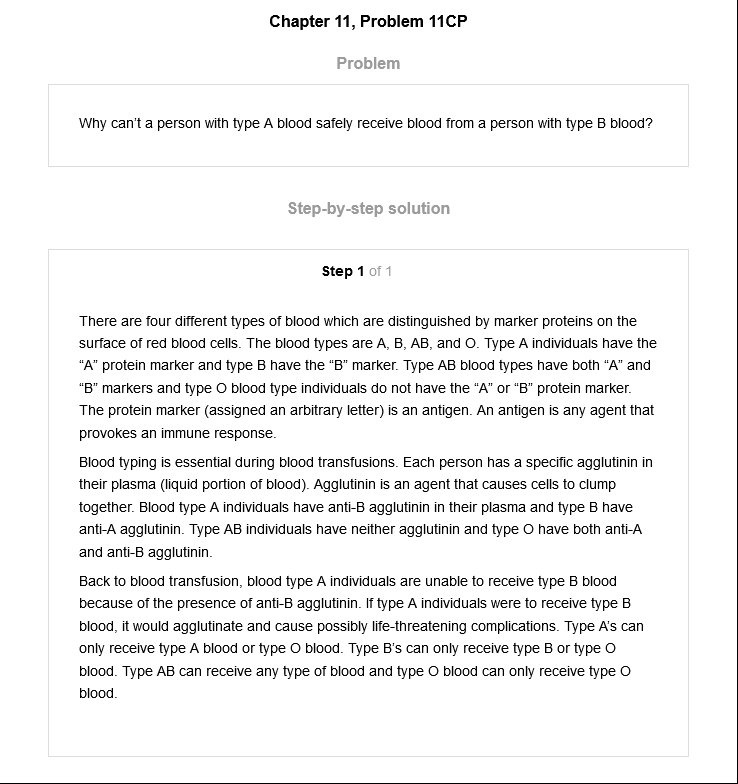 Chapter 11, Problem 11CP
Problem
Why can’t a person with type A blood safely receive blood from a person with type B blood?
Step-by-step solution
Step 1 of 1
There are four different types of blood which are distinguished by marker proteins on the
surface of red blood cells. The blood types are A, B, AB, and O. Type A individuals have the
“A” protein marker and type B have the “B” marker. Type AB blood types have both “A” and
“B” markers and type O blood type individuals do not have the “A” or “B” protein marker.
The protein marker (assigned an arbitrary letter) is an antigen. An antigen is any agent that
provokes an immune response.
Blood typing is essential during blood transfusions. Each person has a specific agglutinin in
their plasma (liquid portion of blood). Agglutinin is an agent that causes cells to clump
together. Blood type A individuals have anti-B agglutinin in their plasma and type B have
anti-A agglutinin. Type AB individuals have neither agglutinin and type O have both anti-A
and anti-B agglutinin.
Back to blood transfusion, blood type A individuals are unable to receive type B blood
because of the presence of anti-B agglutinin. If type A individuals were to receive type B
blood, it would agglutinate and cause possibly life-threatening complications. Type A’s can
only receive type A blood or type O blood. Type B’s can only receive type B or type O
blood. Type AB can receive any type of blood and type O blood can only receive type O
blood.